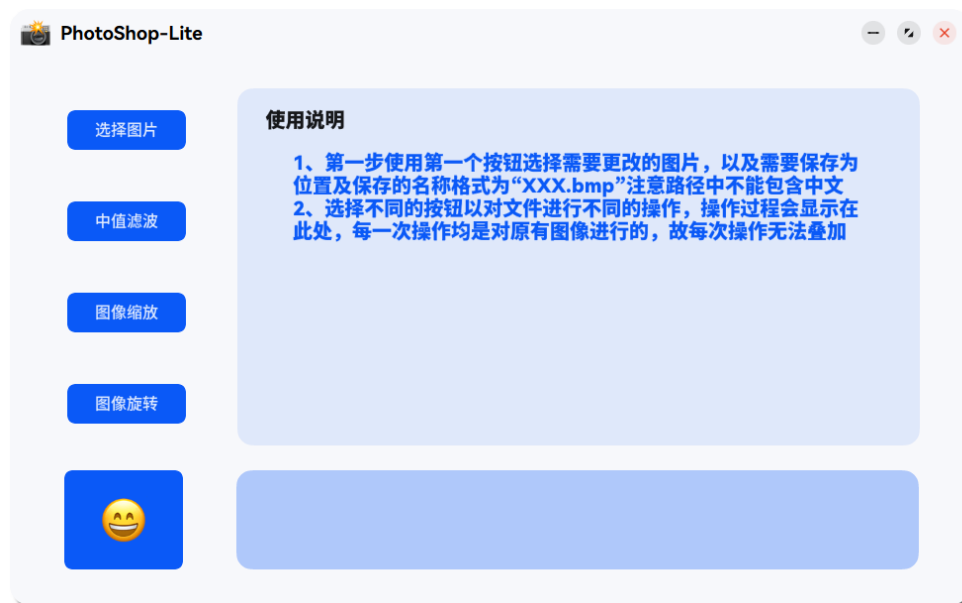 PhotoShop-Lite
选择图片
中值滤波
图像缩放
图像旋转
使用说明
1、第一步使用第一个按钮选择需要更改的图片，以及需要保存为
位置及保存的名称格式为“XXX.bmp”注意路径中不能包含中文
2、选择不同的按钮以对文件进行不同的操作，操作过程会显示在
此处，每一次操作均是对原有图像进行的，故每次操作无法叠加